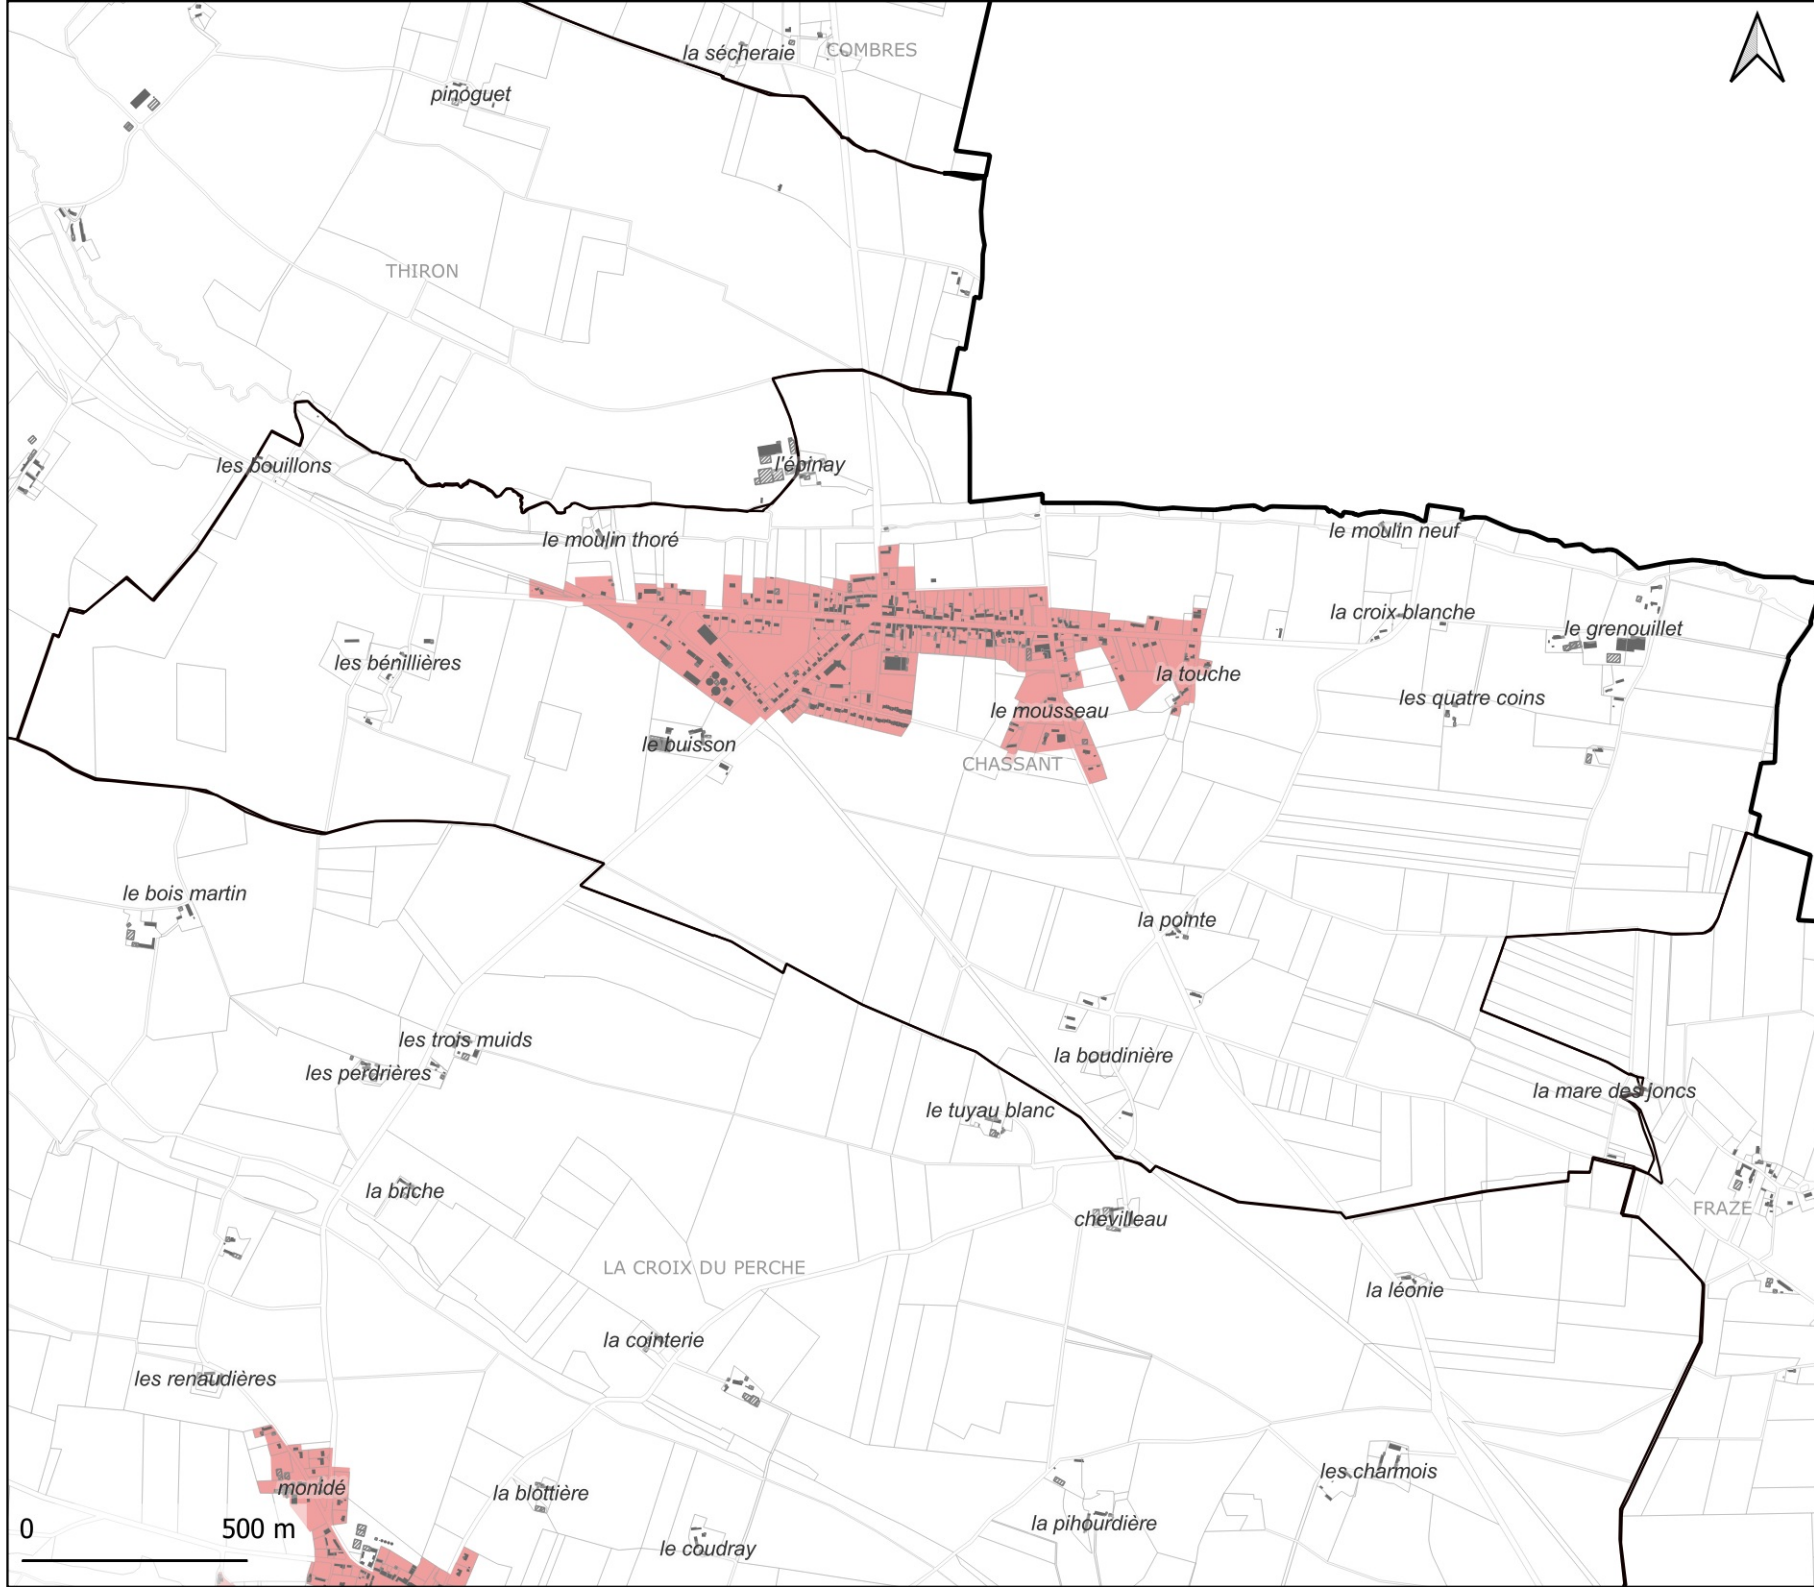 la sécheraie
COMBRES
pinoguet
THIRON
les bouillons
l'épinay
le moulin thoré
le moulin neuf
la croix blanche
le grenouillet
les bénillières
la touche
les quatre coins
le mousseau
le buisson
CHASSANT
le bois martin
la pointe
les trois muids
les perdrières
la boudinière
la mare des joncs
le tuyau blanc
la briche
chevilleau
FRAZE
LA CROIX DU PERCHE
la léonie
la cointerie
les renaudières
les charmois
monidé
la blottière
la pihourdière
0 500 m
le coudray